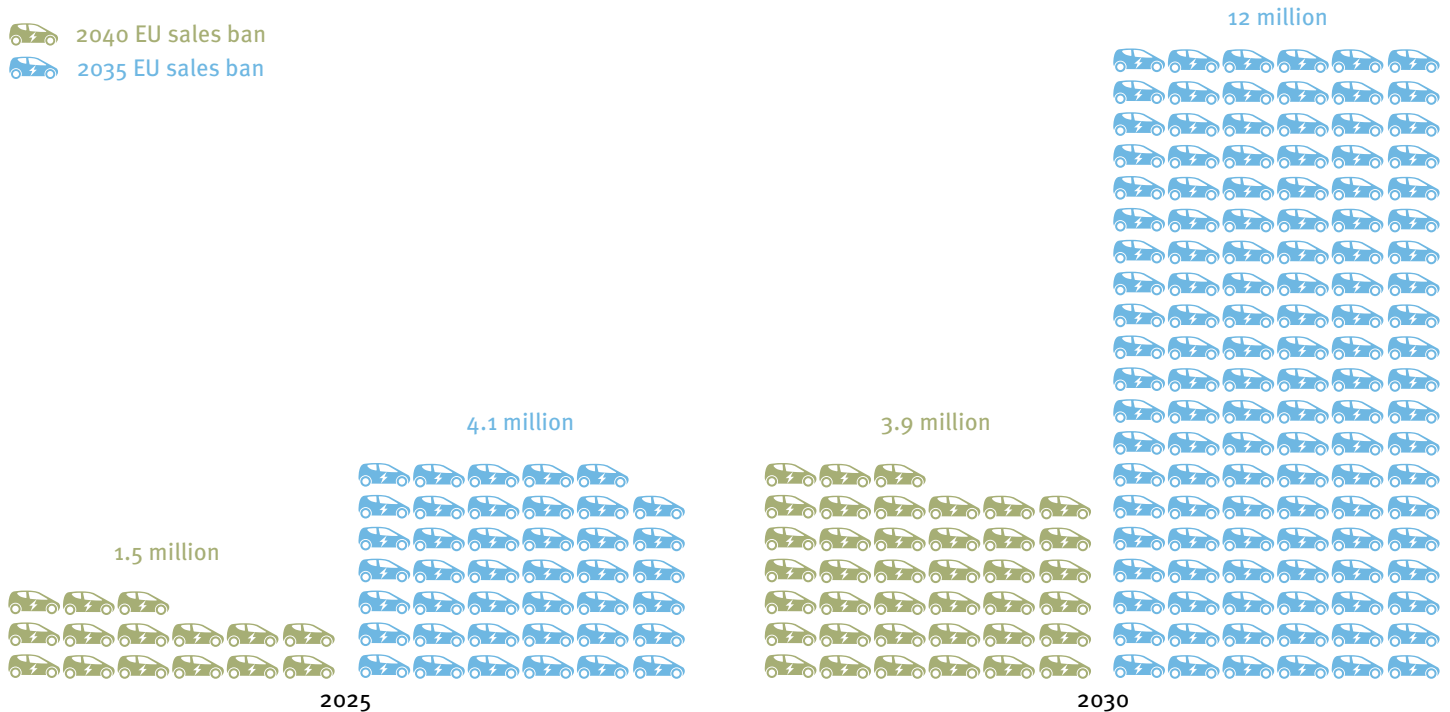 2040 EU sales ban
2035 EU sales ban
12 million
4.1 million
3.9 million
1.5 million
2025
2030